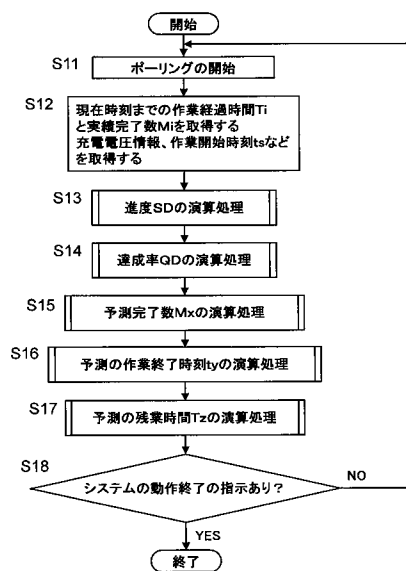 開始
S11
ポーリングの開始
S12
現在時刻までの作業経過時間Ti
と実績完了数Miを取得する
充電電圧情報、作業開始時刻tsなど
を取得する
S13
進度SDの演算処理
S14
達成率QDの演算処理
S15
予測完了数Mxの演算処理
S16
予測の作業終了時刻tyの演算処理
S17
予測の残業時間Tzの演算処理
S18
システムの動作終了の指示あり?
NO
YES
終了